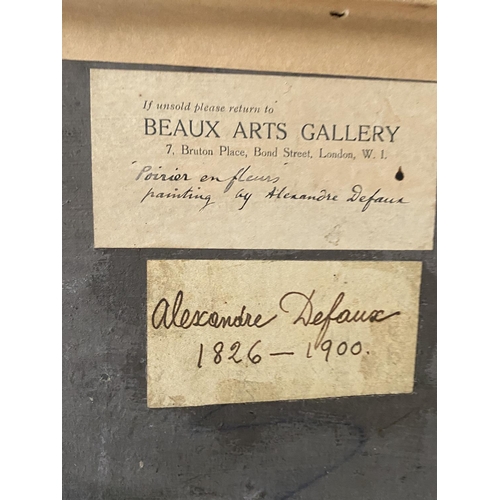 If unsold please return to
BEAUX ARTS GALLERY
7, Bruton Place, Bond Street, London, W. 1.
'Poirier en fleurs'
painting by Alexandre Defaux
Alexandre Defaux
1826 - 1900.